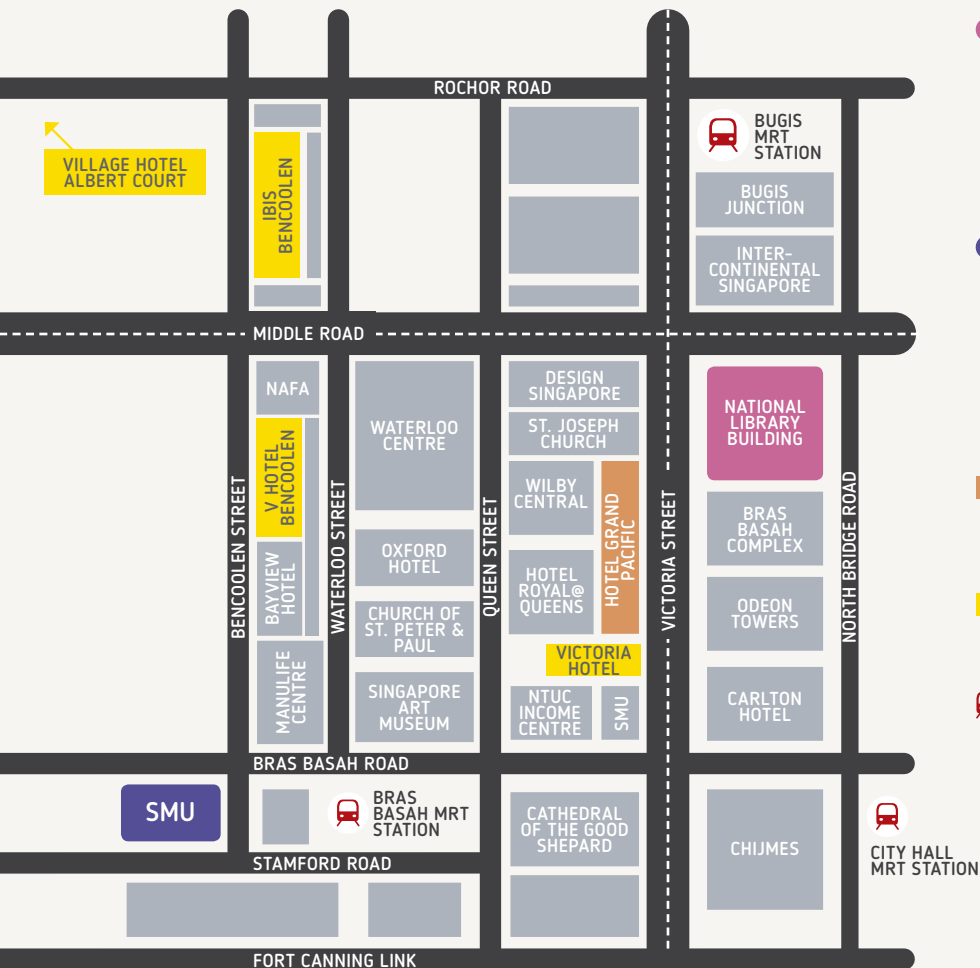 ROCHOR ROAD
BUGIS
MRT
STATION
VILLAGE HOTEL
ALBERT COURT
IBIS
BENCOOLEN
BUGIS
JUNCTION
INTER-
CONTINENTAL
SINGAPORE
MIDDLE ROAD
NAFA
WATERLOO
CENTRE
DESIGN
SINGAPORE
ST. JOSEPH
CHURCH
NATIONAL
LIBRARY
BUILDING
V HOTEL
BENCOOLEN
WILBY
CENTRAL
HOTEL GRAND
PACIFIC
BRAS
BASAH
COMPLEX
BENCOOLEN STREET
WATERLOO STREET
QUEEN STREET
VICTORIA STREET
NORTH BRIDGE ROAD
BAYVIEW
HOTEL
OXFORD
HOTEL
HOTEL
ROYAL@
QUEENS
ODEON
TOWERS
CHURCH OF
ST. PETER &
PAUL
VICTORIA
HOTEL
MANULIFE
CENTRE
SINGAPORE
ART
MUSEUM
NTUC
INCOME
CENTRE
SMU
CARLTON
HOTEL
BRAS BASAH ROAD
SMU
BRAS
BASAH MRT
STATION
CATHEDRAL
OF THE GOOD
SHEPARD
CHIJMES
CITY HALL
MRT STATION
STAMFORD ROAD
FORT CANNING LINK